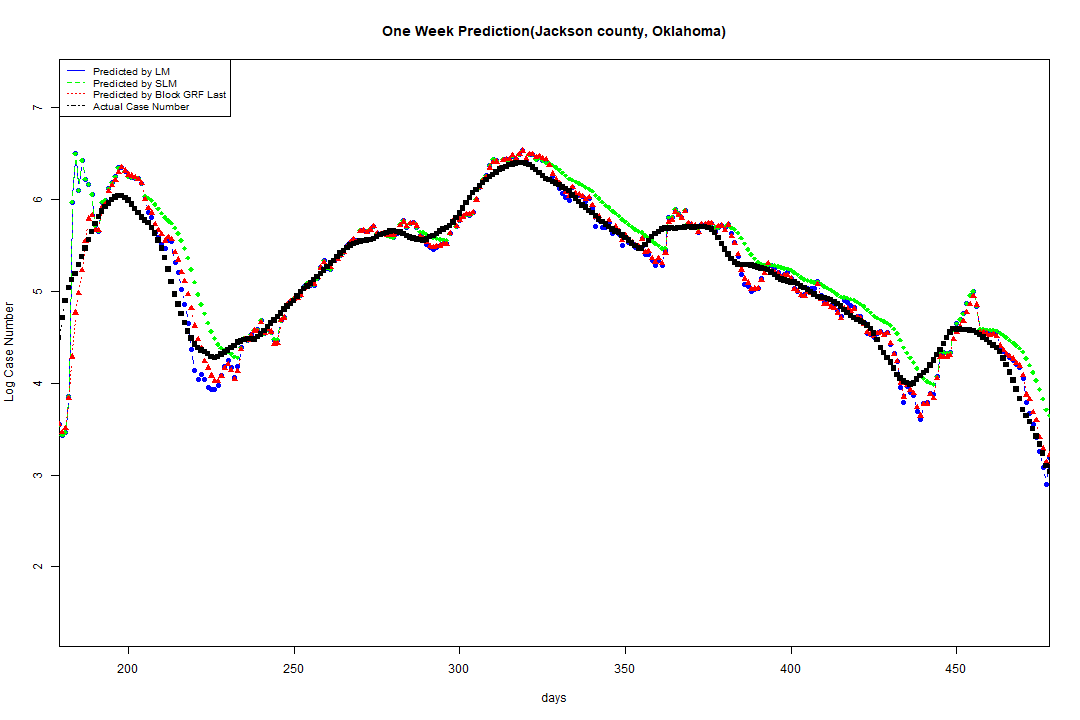 One Week Prediction(Jackson county, Oklahoma)
Predicted by LM
Predicted by SLM
Predicted by Block GRF Last
Actual Case Number
7
6
5
4
3
2
Log Case Number
200 250 300 350 400 450
days